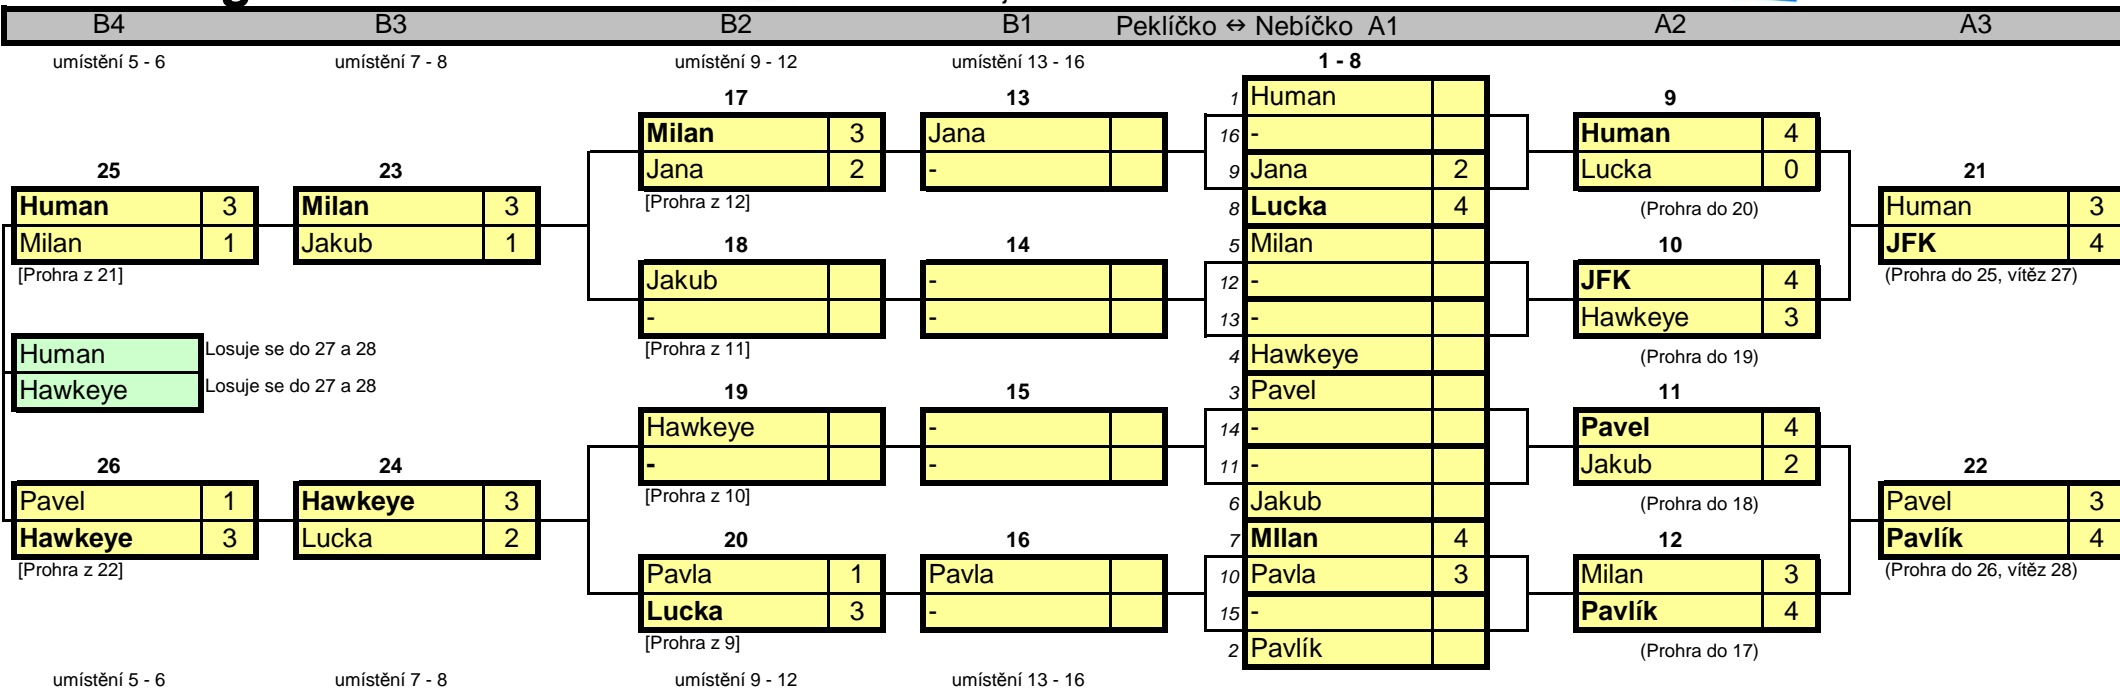 B4 B3 B2 B1 Peklíčko ↔ Nebíčko A1 A2 A3
umístění 5 - 6 umístění 7 - 8 umístění 9 - 12 umístění 13 - 16 1 - 8
1 Human
17 13 9
Milan 3 Jana 16 - Human 4
25 23 Jana 2 - 9 Jana 2 Lucka 0 21
Human 3 Milan 3 [Prohra z 12] 8 Lucka 4 (Prohra do 20) Human 3
Milan 1 Jakub 1 18 14 5 Milan 10 JFK 4
[Prohra z 21] Jakub - 12 - JFK 4 (Prohra do 25, vítěz 27)
- - 13 - Hawkeye 3
Human Losuje se do 27 a 28 [Prohra z 11] 4 Hawkeye (Prohra do 19)
Hawkeye Losuje se do 27 a 28 19 15 3 Pavel 11
Hawkeye - 14 - Pavel 4
26 24 - - 11 - Jakub 2 22
Pavel 1 Hawkeye 3 [Prohra z 10] 6 Jakub (Prohra do 18) Pavel 3
Hawkeye 3 Lucka 2 20 16 7 MIlan 4 12 Pavlík 4
[Prohra z 22] Pavla 1 Pavla 10 Pavla 3 Milan 3 (Prohra do 26, vítěz 28)
Lucka 3 - 15 - Pavlík 4
[Prohra z 9] 2 Pavlík (Prohra do 17)
umístění 5 - 6 umístění 7 - 8 umístění 9 - 12 umístění 13 - 16